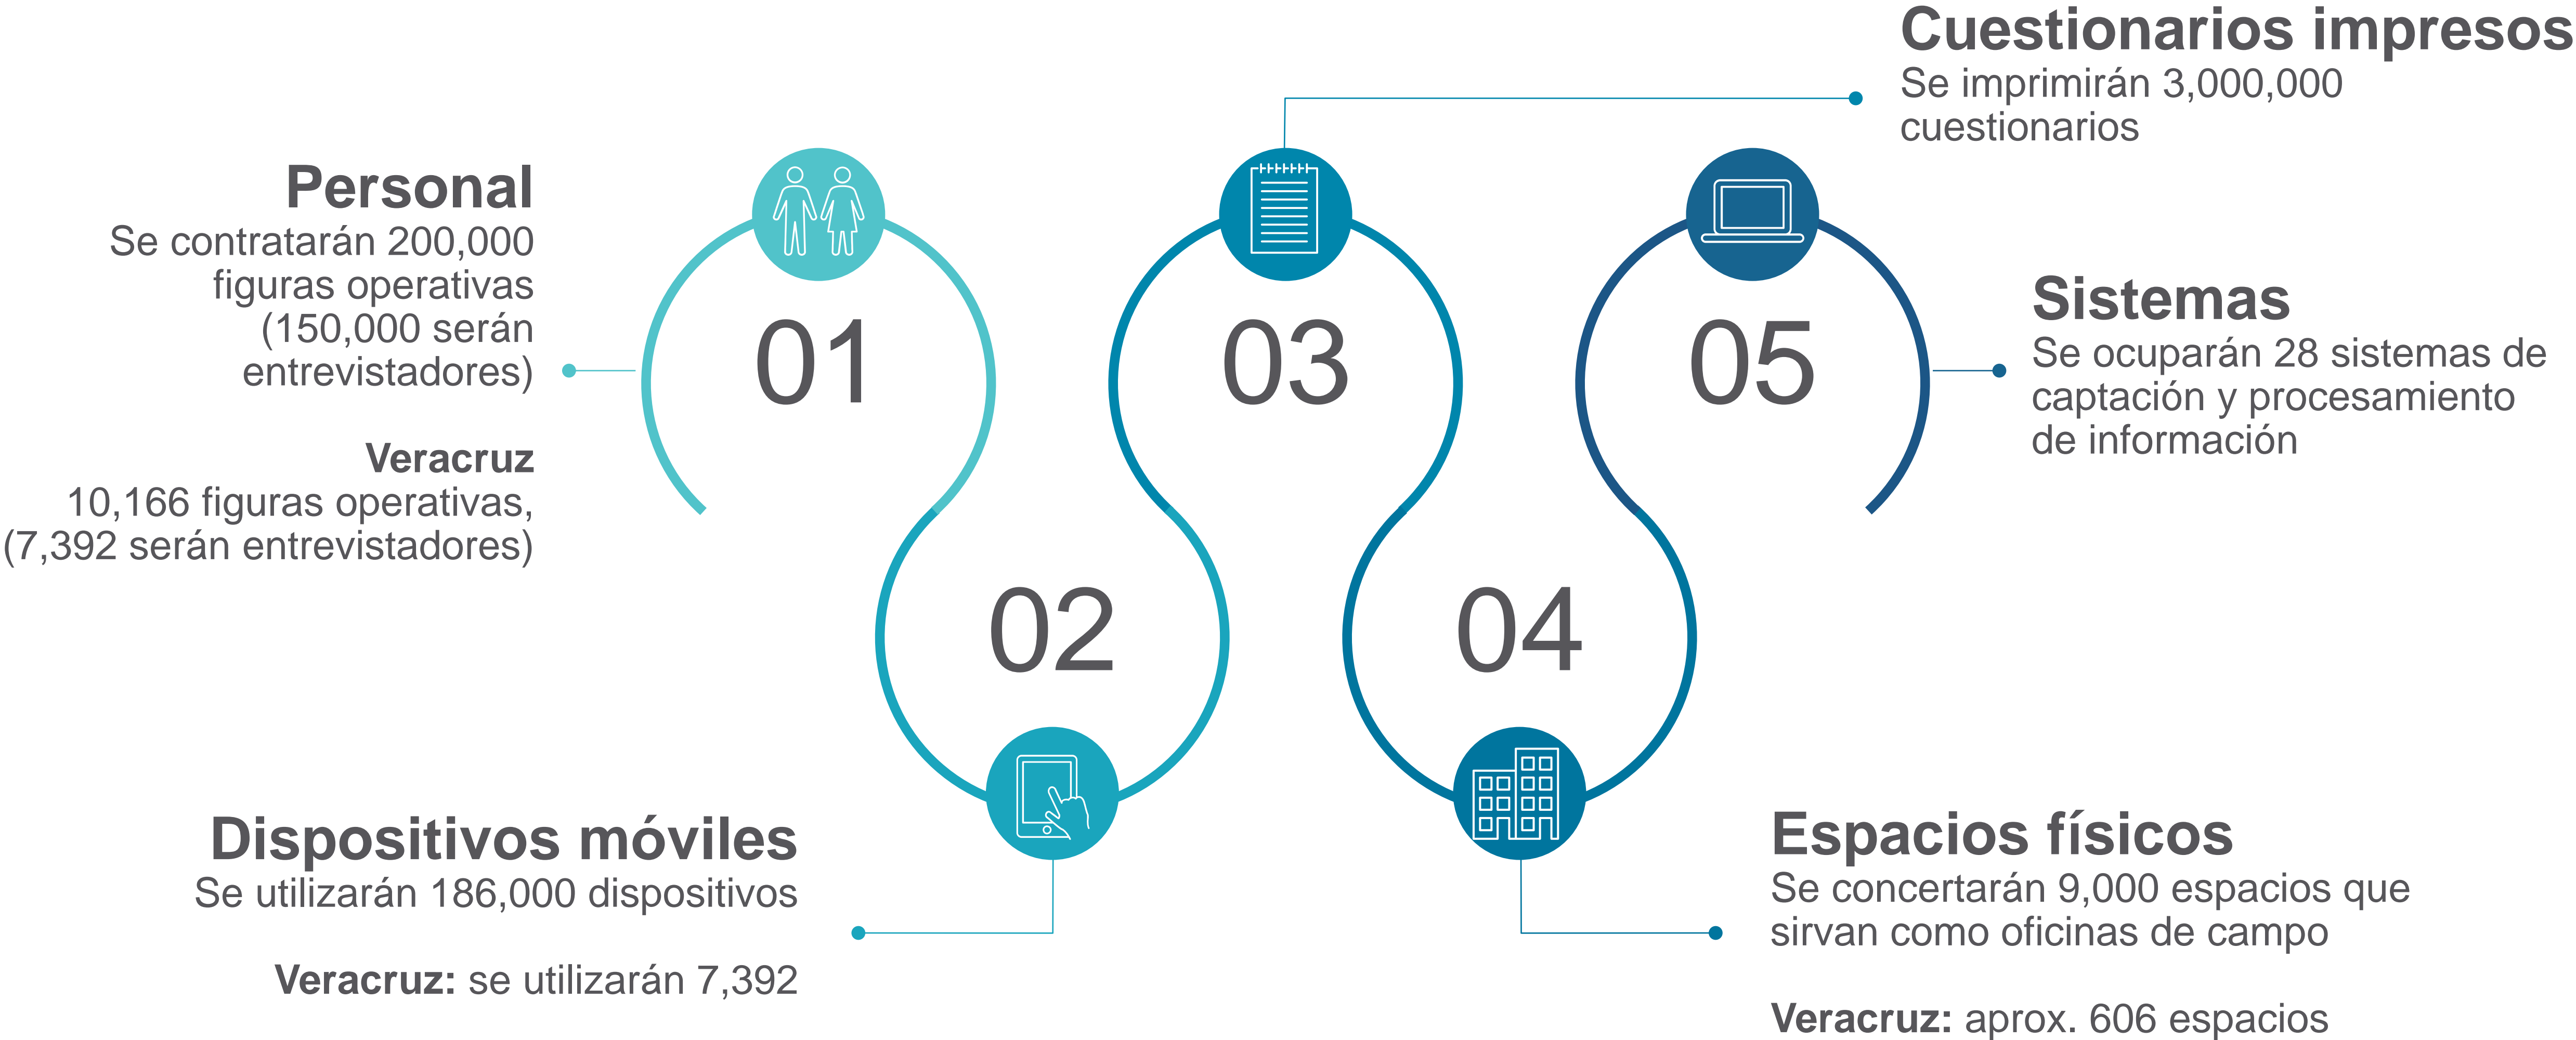 Personal
Se contratarán 200,000
figuras operativas
(150,000 serán
entrevistadores)
Veracruz
10,166 figuras operativas,
(7,392 serán entrevistadores)
01
Dispositivos móviles
Se utilizarán 186,000 dispositivos
Veracruz: se utilizarán 7,392
02
Cuestionarios impresos
Se imprimirán 3,000,000
cuestionarios
03
Espacios físicos
Se concertarán 9,000 espacios que
sirvan como oficinas de campo
Veracruz: aprox. 606 espacios
04
Sistemas
Se ocuparán 28 sistemas de
captación y procesamiento
de información
05